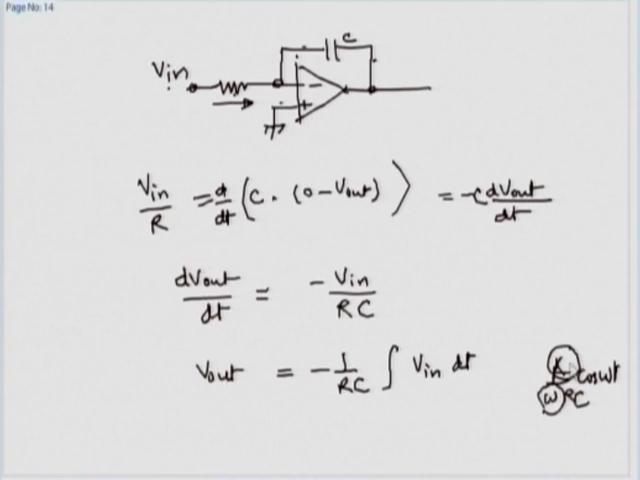 Page No: 14
C
Vin
- 
+
Vin/R = d/dt (C · (0 - Vout)) = -C dVout/dt
dVout/dt = - Vin/RC
Vout = - 1/RC ∫ Vin dt
cosωt
ωRC